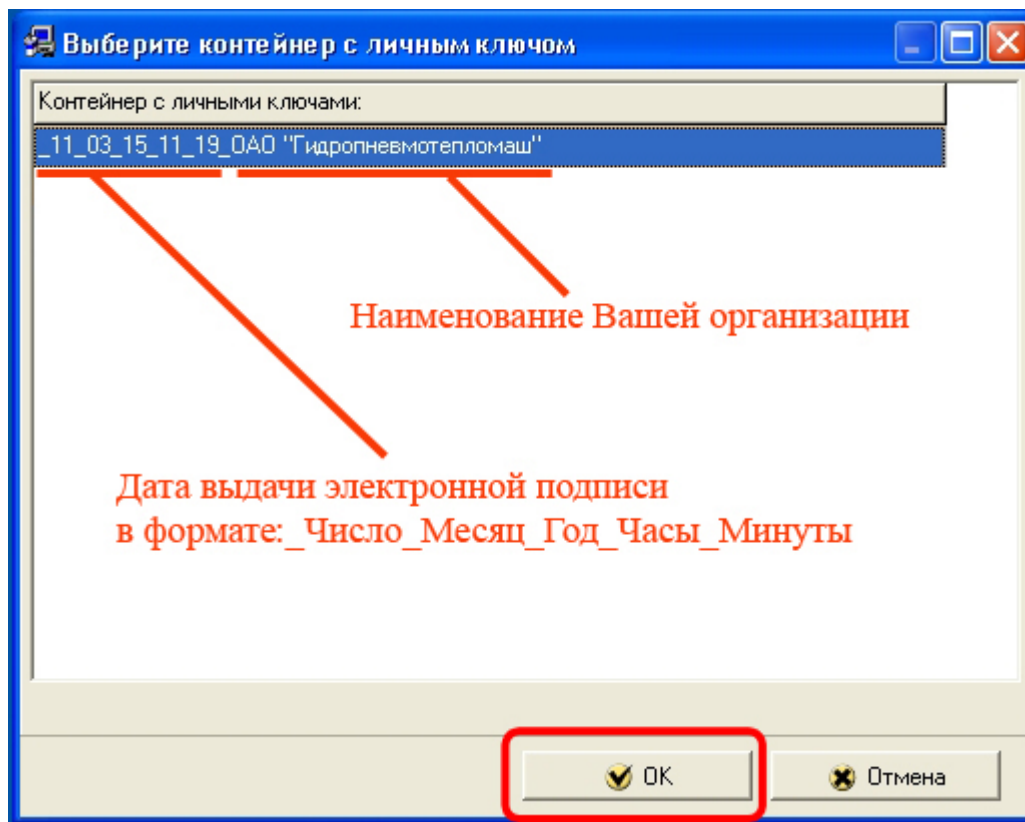 Выберите контейнер с личным ключом
Контейнер с личными ключами:
_11_03_15_11_19_ОАО "Гидропневмотепломаш"
Наименование Вашей организации
Дата выдачи электронной подписи
в формате:_Число_Месяц_Год_Часы_Минуты
OK
Отмена